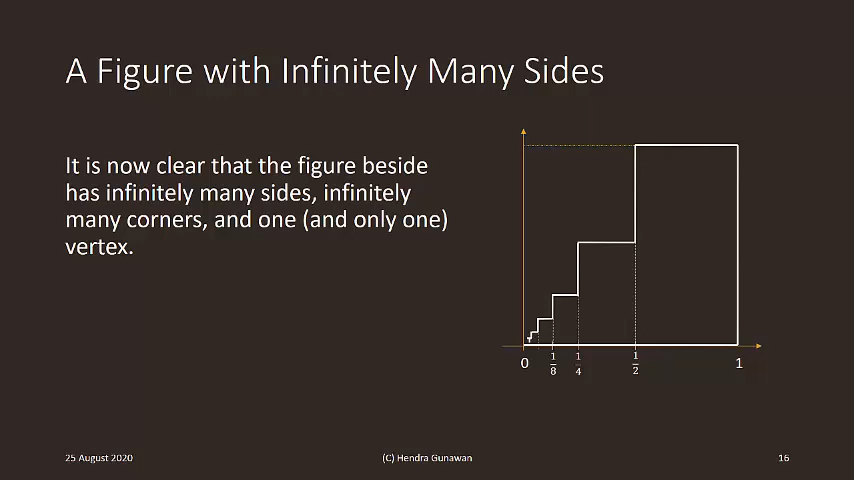 A Figure with Infinitely Many Sides
It is now clear that the figure beside
has infinitely many sides, infinitely
many corners, and one (and only one)
vertex.
0 1/8 1/4 1/2 1
25 August 2020 (C) Hendra Gunawan 16